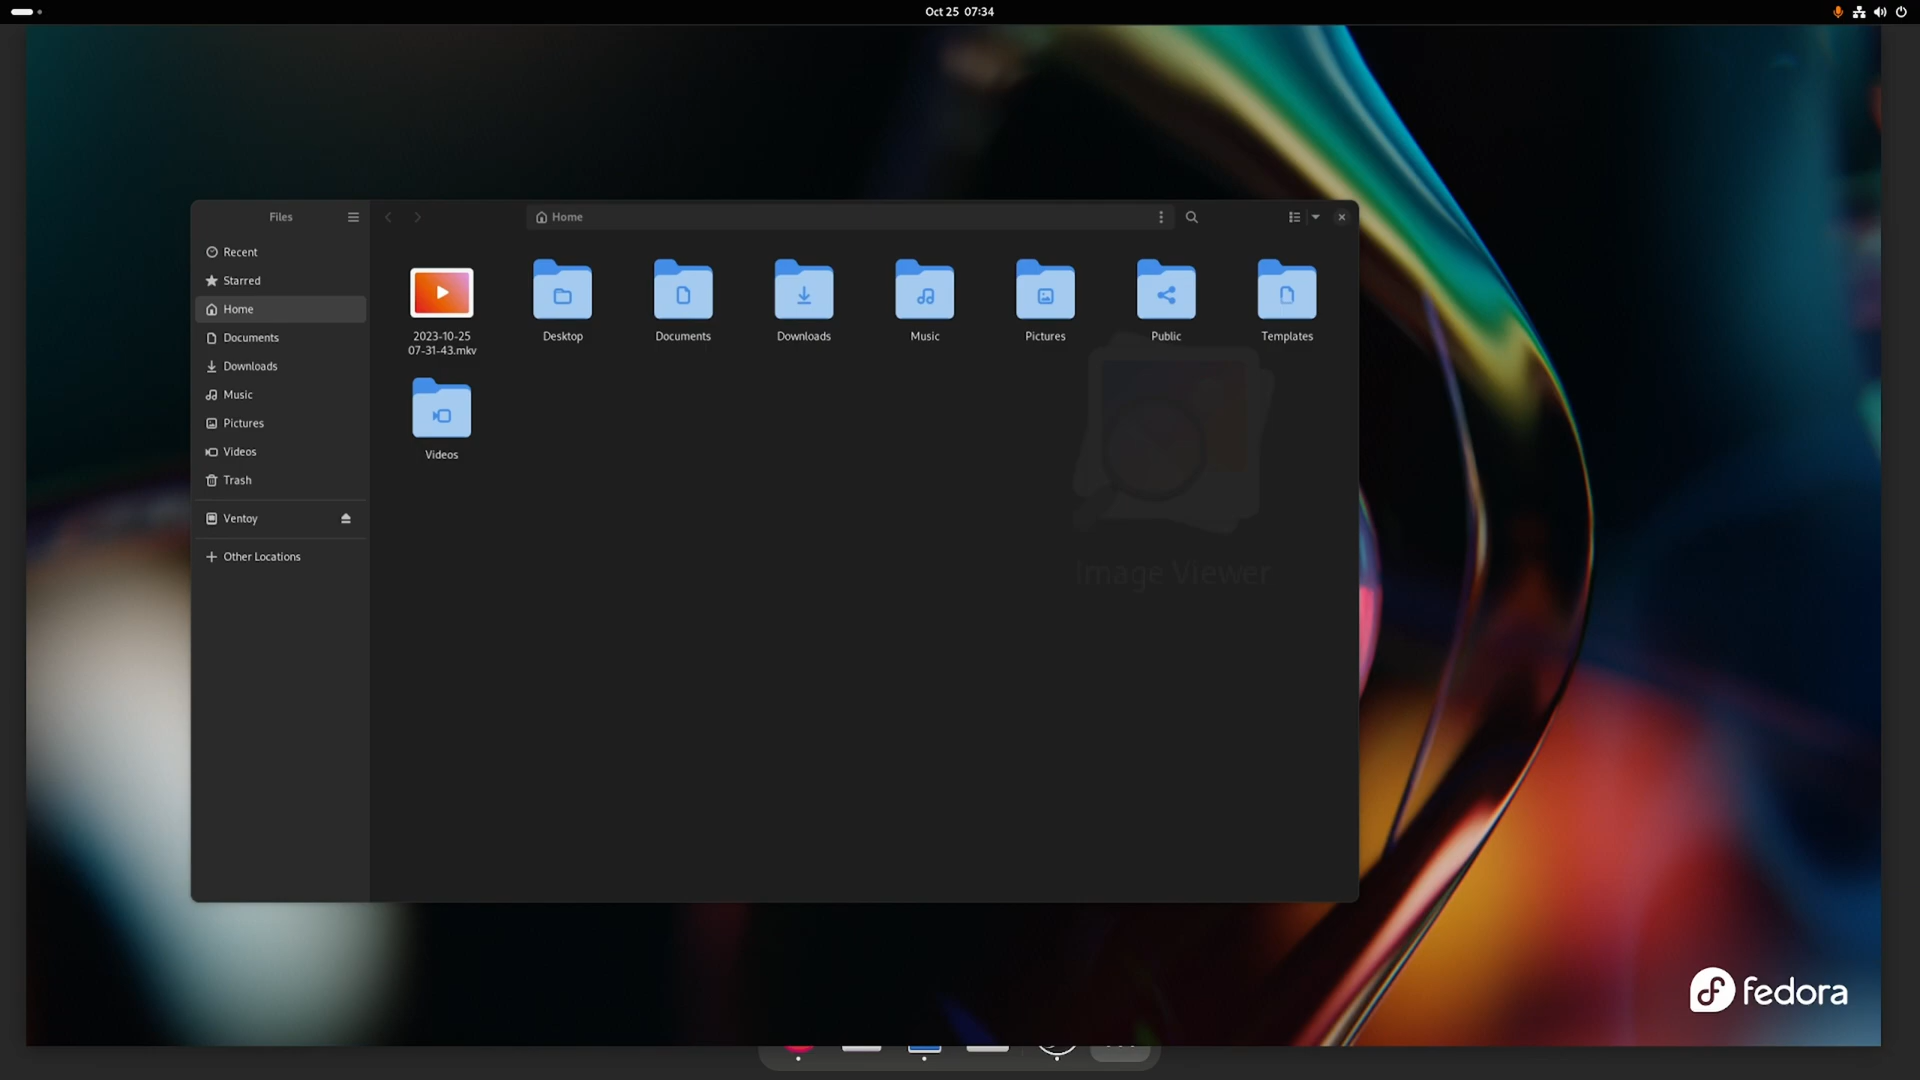 Oct 25 07:34
Files
Home
Recent
Starred
Home
Documents
Downloads
Music
Pictures
Videos
Trash
Ventoy
Other Locations
2023-10-25
07-31-43.mkv
Desktop
Documents
Downloads
Music
Pictures
Public
Templates
Videos
Image Viewer
fedora